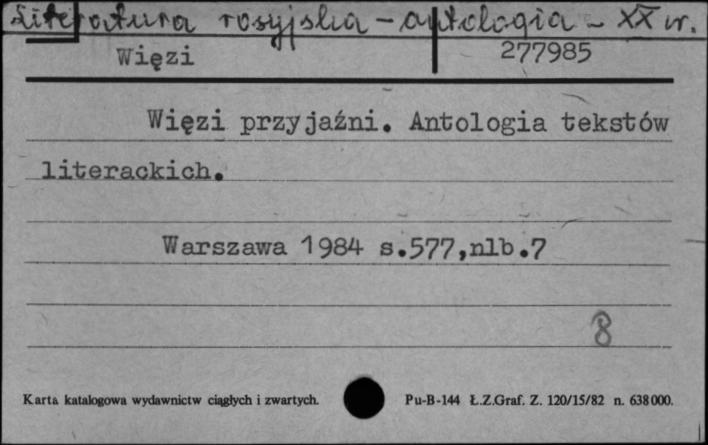 Literatura rosyjska - antologia - XX w.
Więzi 277985
Więzi przyjaźni. Antologia tekstów
literackich.
Warszawa 1984 s.577,nlb.7
8
Karta katalogowa wydawnictw ciągłych i zwartych. Pu-B-144 Ł.Z.Graf. Z. 120/15/82 n. 638000.